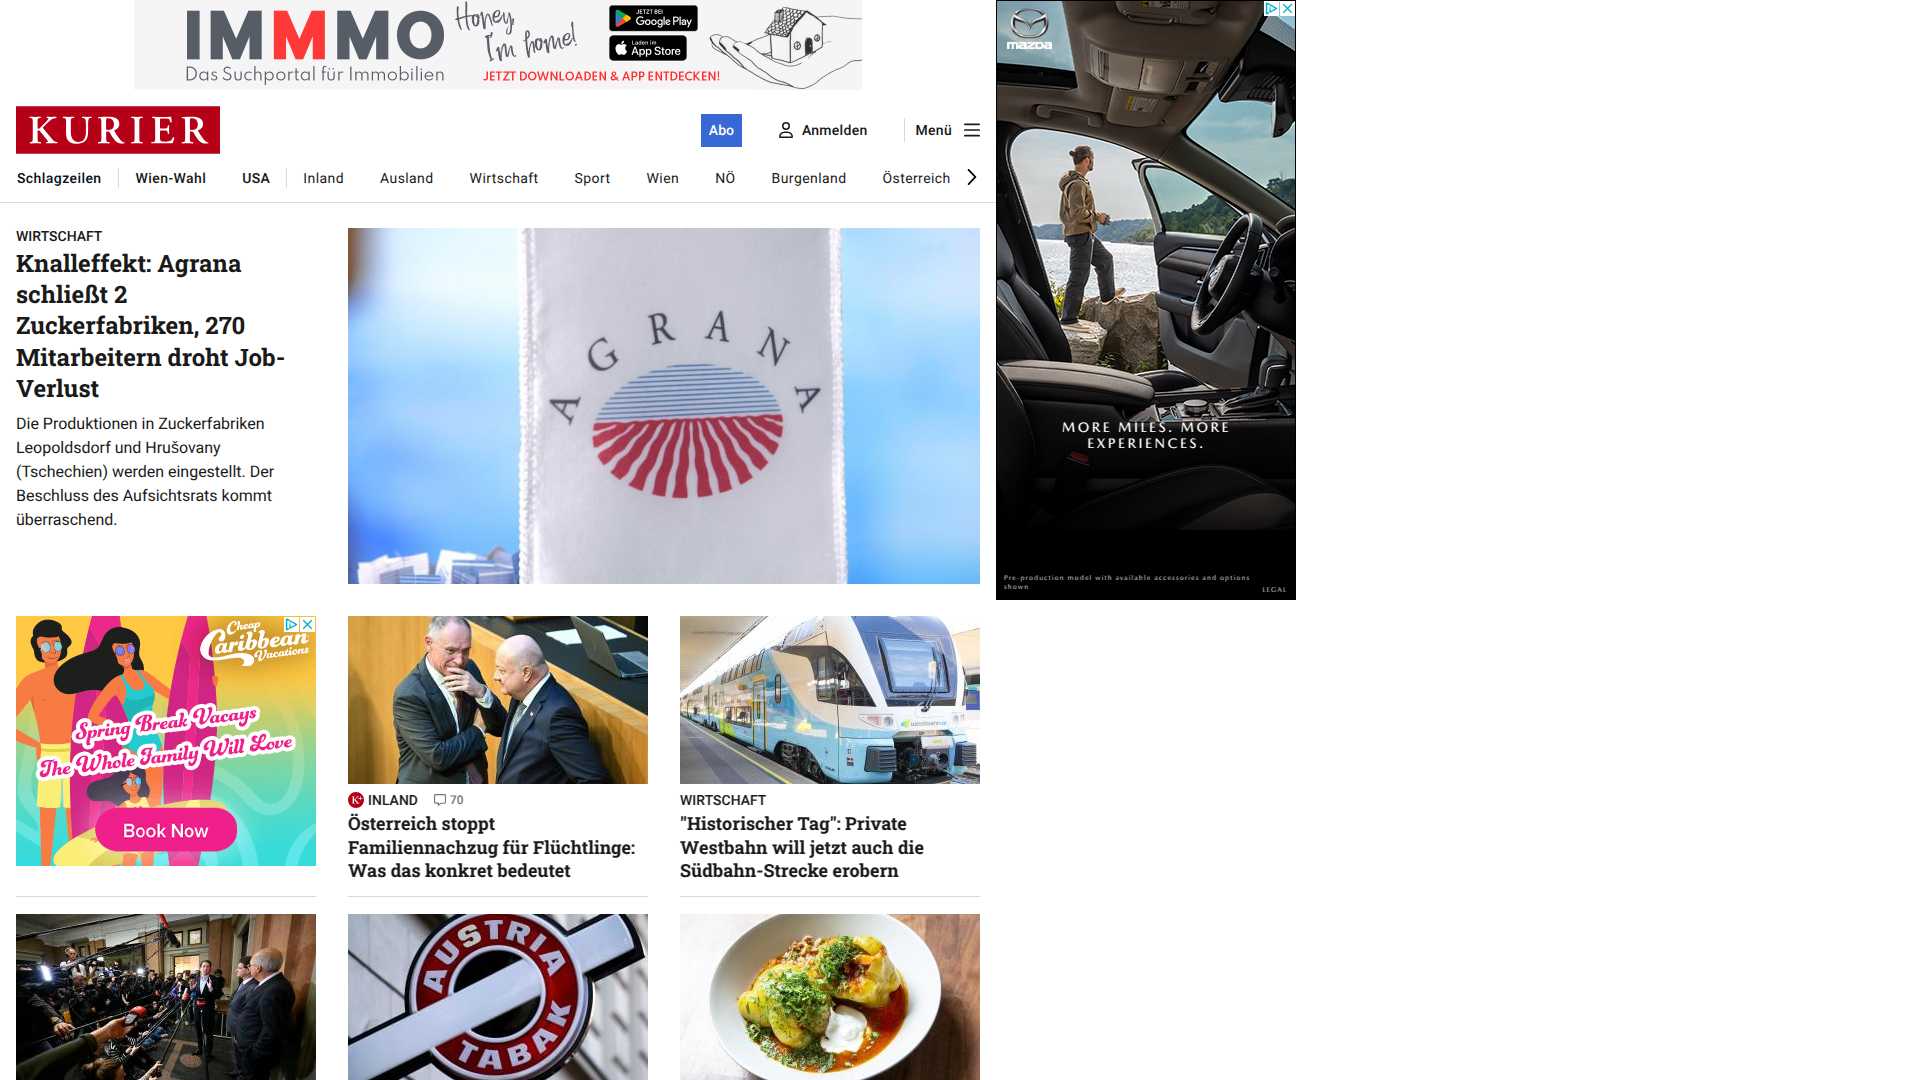 IMMMO
Das Suchportal für Immobilien
Honey,
I'm home!
JETZT BEI
Google Play
Laden im
App Store
JETZT DOWNLOADEN & APP ENTDECKEN!
KURIER
Abo
Anmelden
Menü
Schlagzeilen
Wien-Wahl
USA
Inland
Ausland
Wirtschaft
Sport
Wien
NÖ
Burgenland
Österreich
WIRTSCHAFT
Knalleffekt: Agrana
schließt 2
Zuckerfabriken, 270
Mitarbeitern droht Job-
Verlust
Die Produktionen in Zuckerfabriken
Leopoldsdorf und Hrušovany
(Tschechien) werden eingestellt. Der
Beschluss des Aufsichtsrats kommt
überraschend.
AGRANA
mazda
MORE MILES. MORE
EXPERIENCES.
Pre-production model with available accessories and options
shown.
LEGAL
Cheap
Caribbean
Vacations
Spring Break Vacays
The Whole Family Will Love
Book Now
K+ INLAND 70
Österreich stoppt
Familiennachzug für Flüchtlinge:
Was das konkret bedeutet
WIRTSCHAFT
"Historischer Tag": Private
Westbahn will jetzt auch die
Südbahn-Strecke erobern
AUSTRIA
TABAK